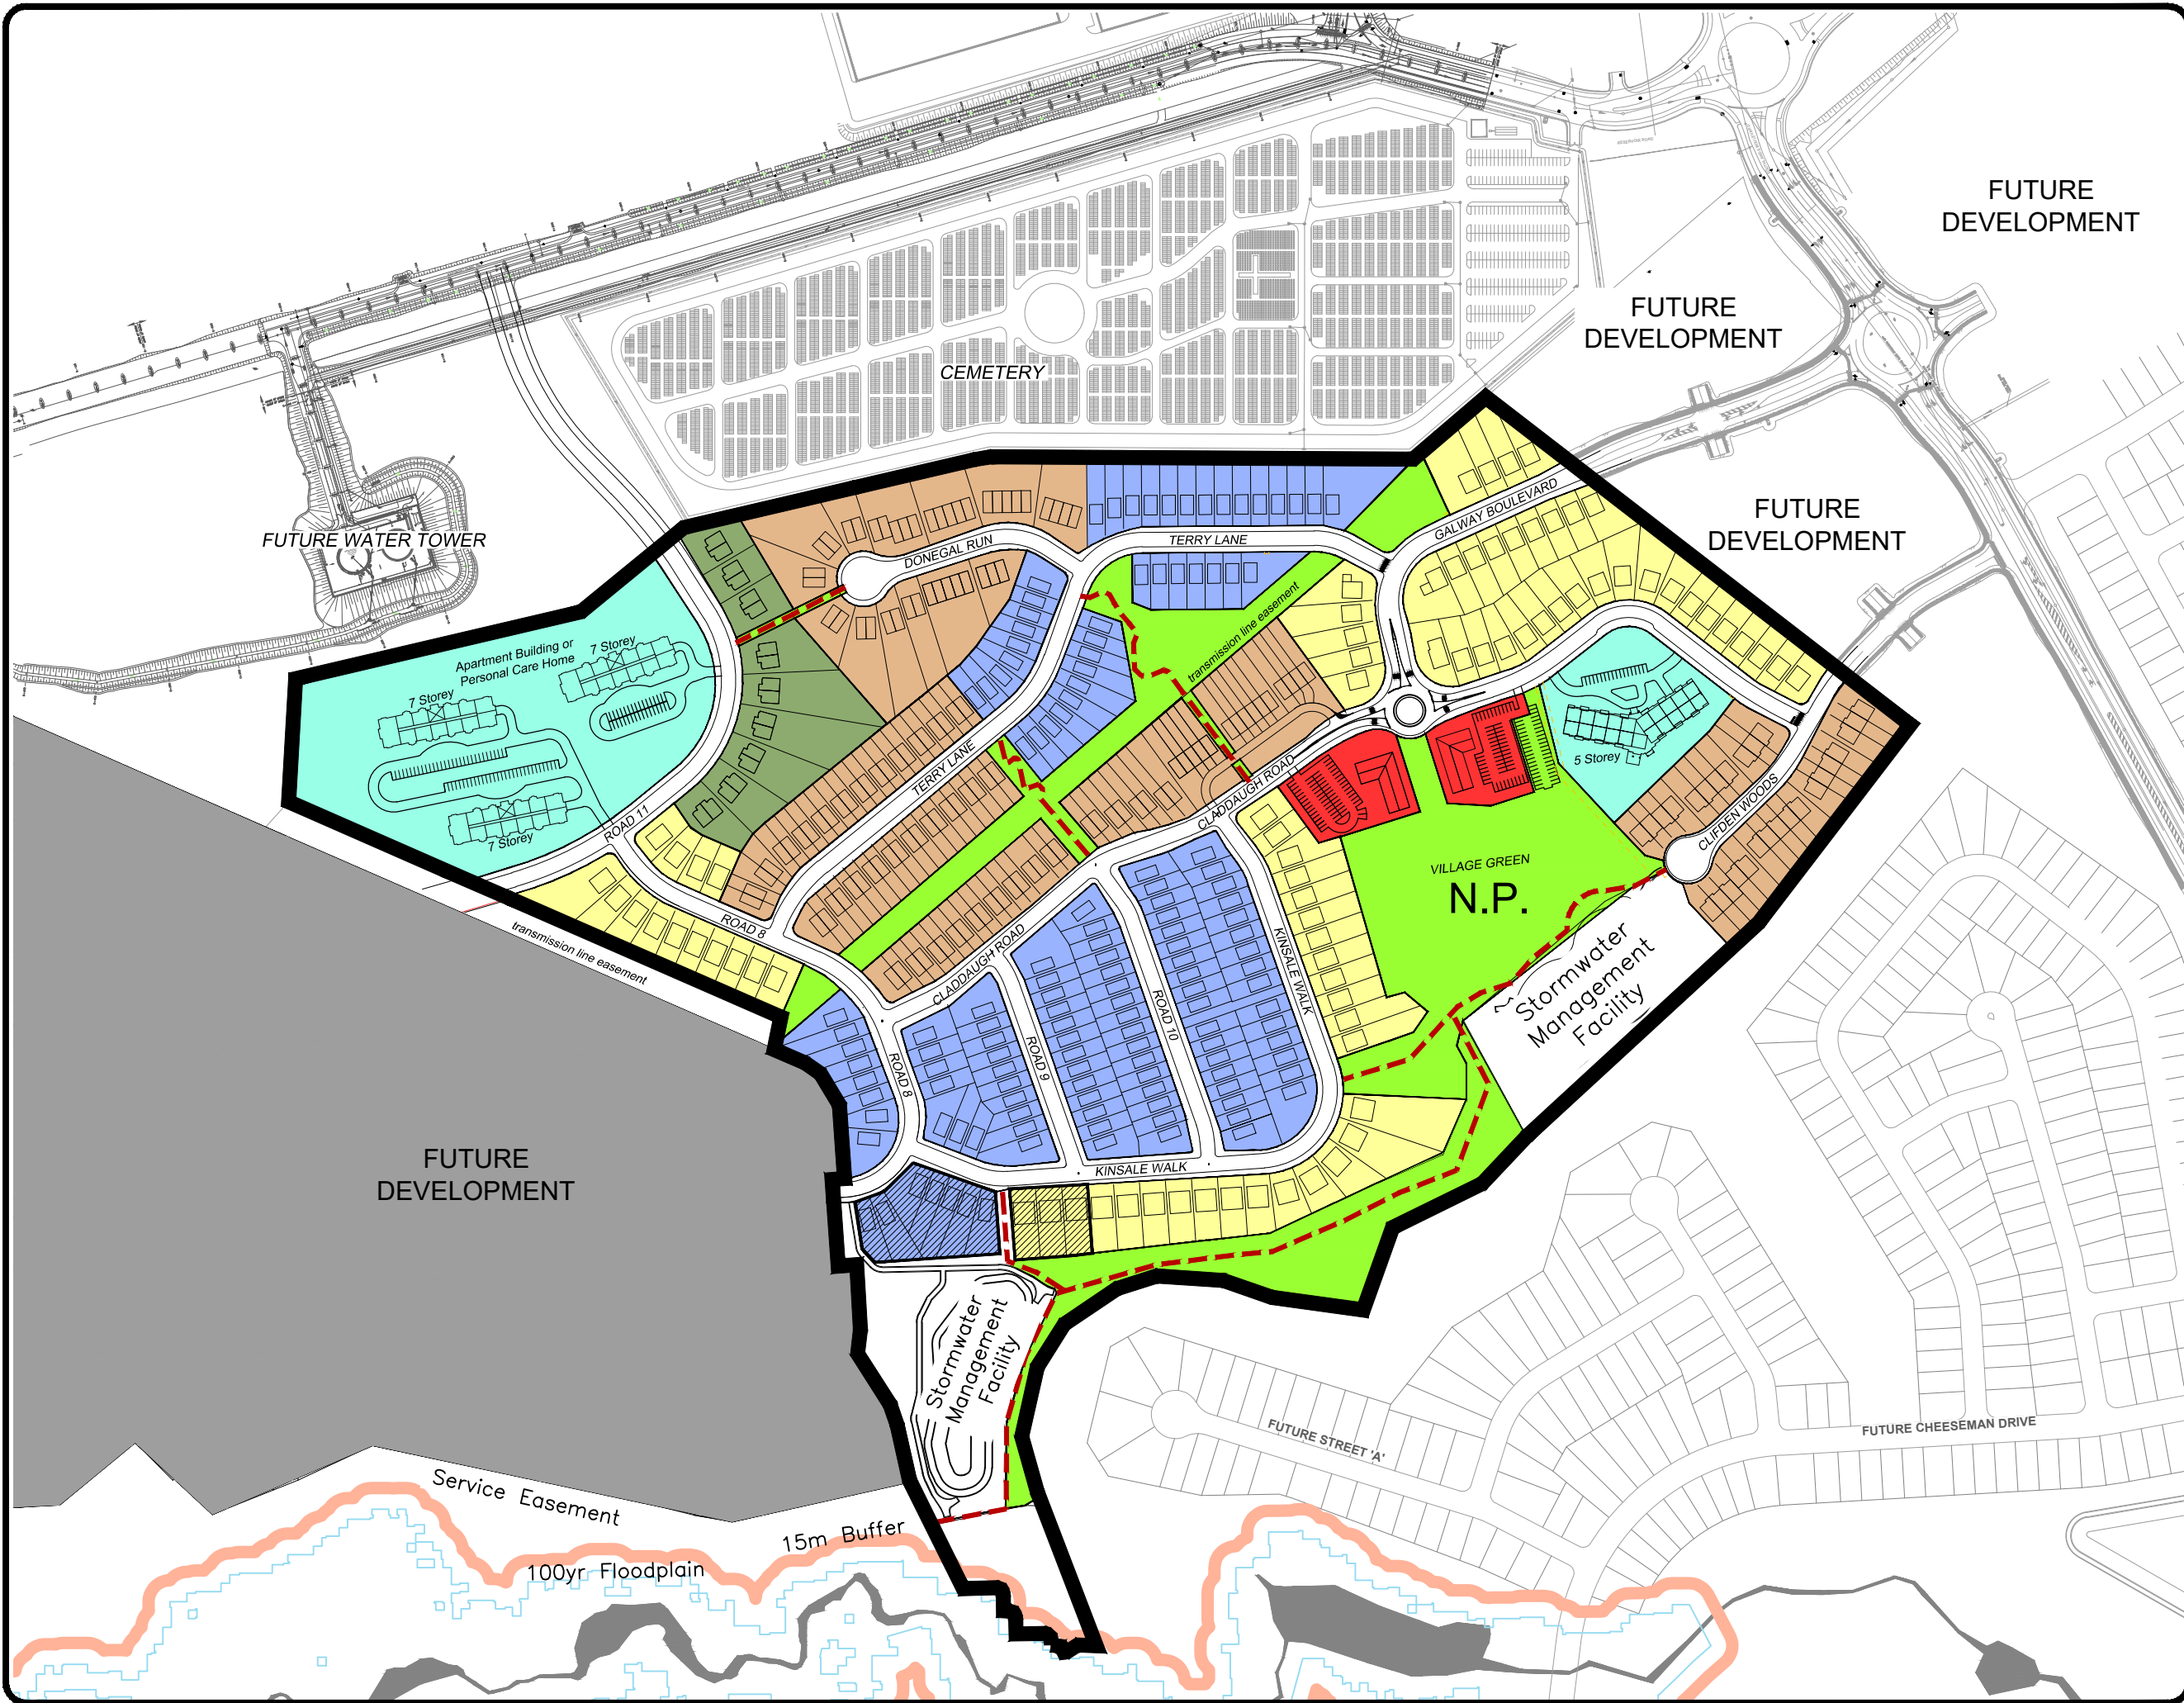 FUTURE
DEVELOPMENT
FUTURE
DEVELOPMENT
CEMETERY
FUTURE
DEVELOPMENT
FUTURE WATER TOWER
GALWAY BOULEVARD
DONEGAL RUN
TERRY LANE
transmission line easement
Apartment Building or
Personal Care Home
7 Storey
7 Storey
7 Storey
ROAD 11
TERRY LANE
CLADDAUGH ROAD
5 Storey
CLIFDEN WOODS
VILLAGE GREEN
N.P.
ROAD 8
transmission line easement
CLADDAUGH ROAD
KINSALE WALK
ROAD 10
ROAD 9
ROAD 8
Stormwater
Management
Facility
KINSALE WALK
FUTURE
DEVELOPMENT
Stormwater
Management
Facility
FUTURE STREET 'A'
FUTURE CHEESEMAN DRIVE
Service Easement
15m Buffer
100yr Floodplain